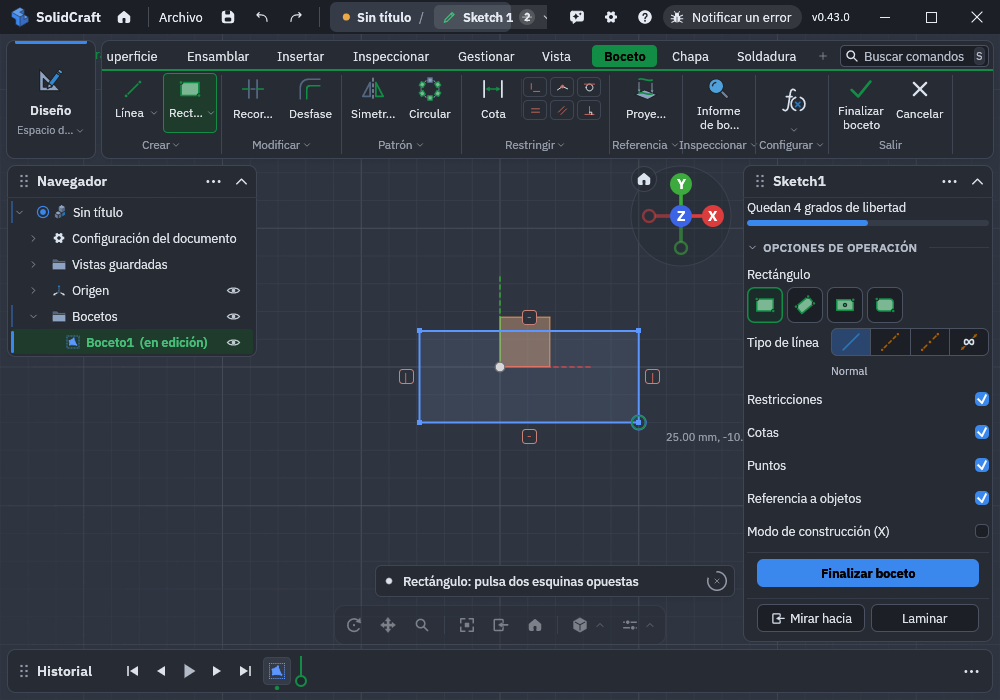 SolidCraft
Archivo
Sin título /
Sketch 1 2
Notificar un error
v0.43.0
Diseño
Espacio d...
uperficie
Ensamblar
Insertar
Inspeccionar
Gestionar
Vista
Boceto
Chapa
Soldadura
Buscar comandos S
Línea
Rect...
Crear
Recor...
Desfase
Modificar
Simetr...
Circular
Patrón
Cota
Restringir
Proye...
Referencia
Informe
de bo...
Inspeccionar
f(x)
Configurar
Finalizar
boceto
Cancelar
Salir
Navegador
Sin título
Configuración del documento
Vistas guardadas
Origen
Bocetos
Boceto1 (en edición)
Y
Z
X
25.00 mm, -10.
Rectángulo: pulsa dos esquinas opuestas
Sketch1
Quedan 4 grados de libertad
OPCIONES DE OPERACIÓN
Rectángulo
Tipo de línea
Normal
Restricciones
Cotas
Puntos
Referencia a objetos
Modo de construcción (X)
Finalizar boceto
Mirar hacia
Laminar
Historial